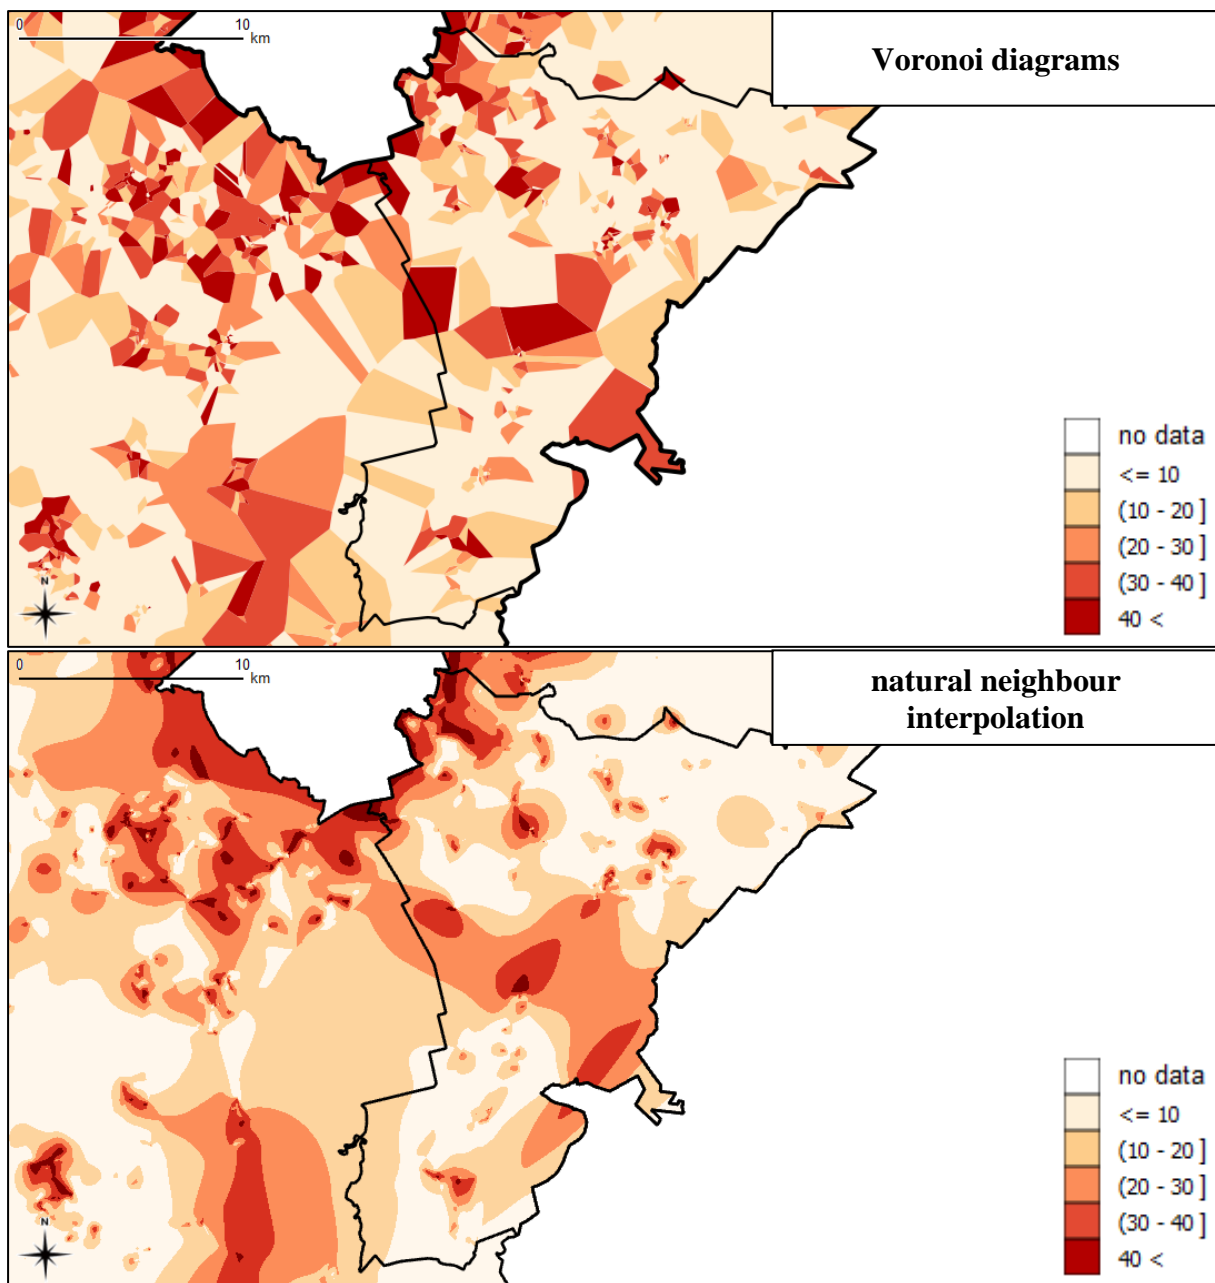 0 10
km
Voronoi diagrams
no data
<= 10
(10 - 20 ]
(20 - 30 ]
(30 - 40 ]
40 <
N
0 10
km
natural neighbour
interpolation
no data
<= 10
(10 - 20 ]
(20 - 30 ]
(30 - 40 ]
40 <
N